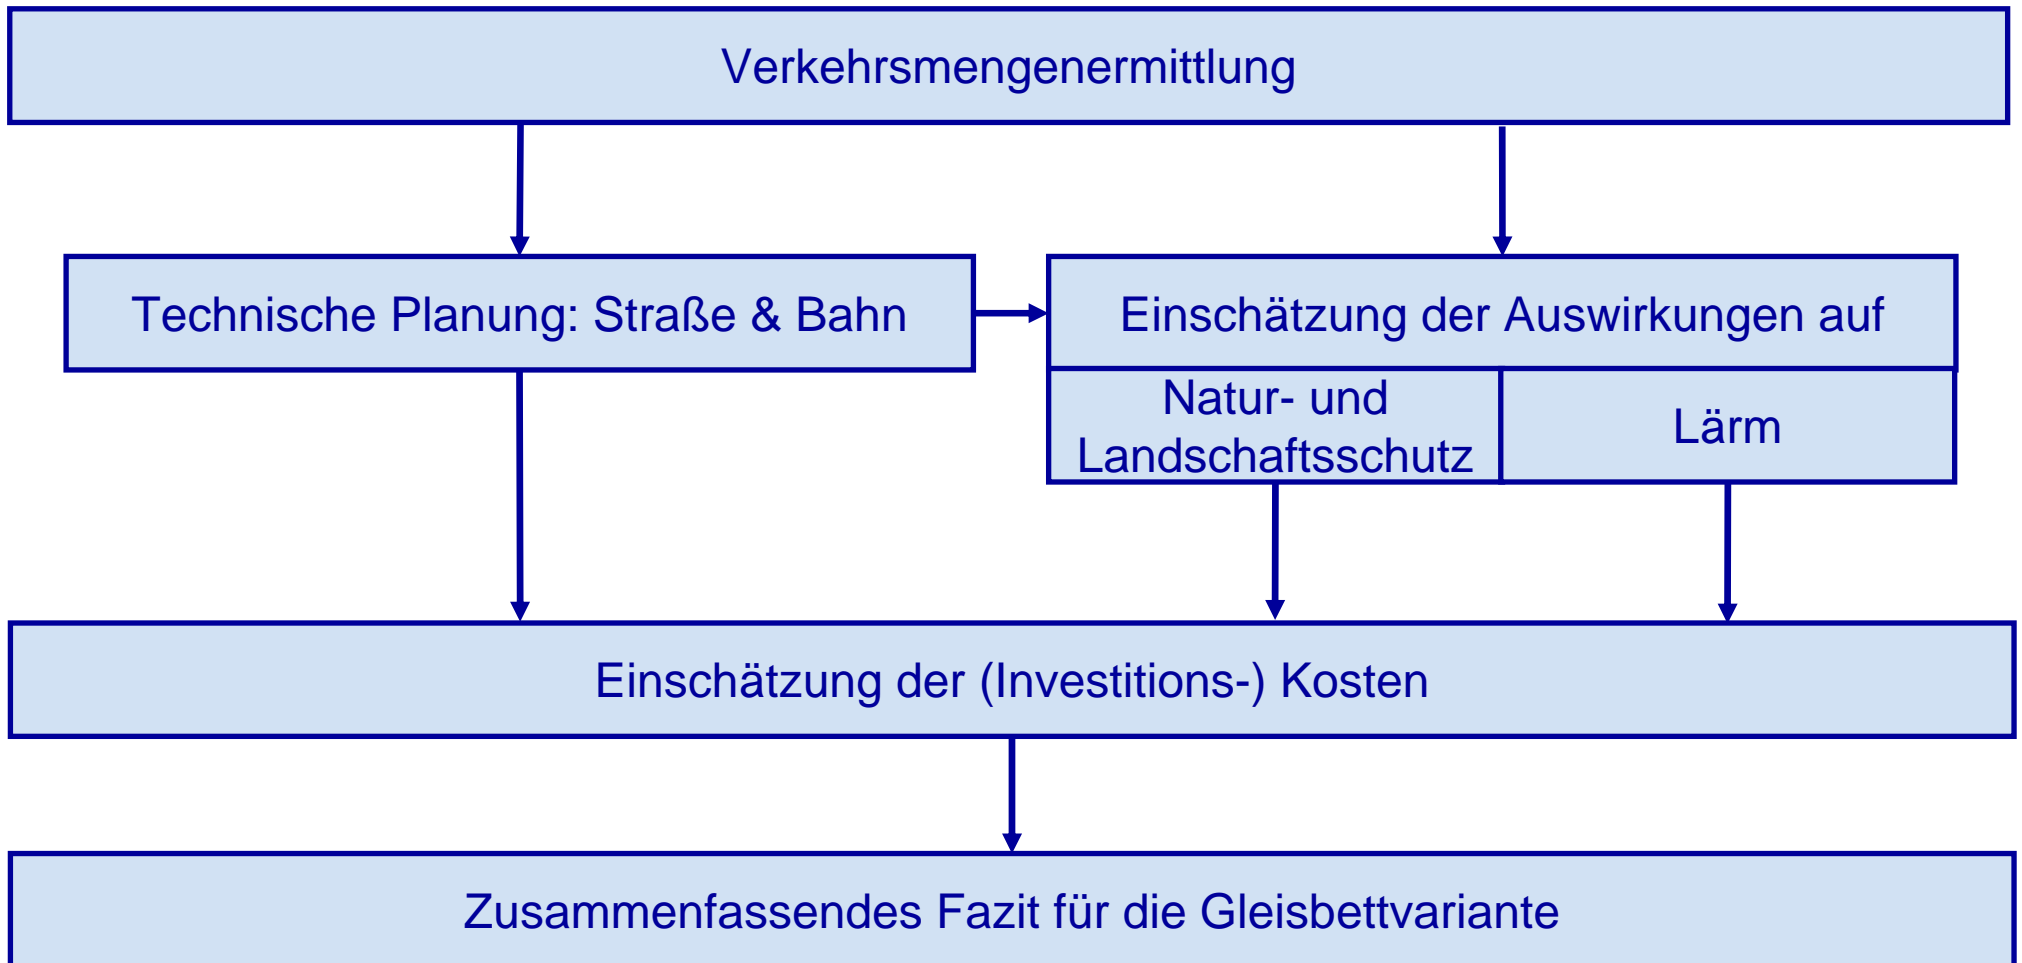 Verkehrsmengenermittlung
Technische Planung: Straße & Bahn
Einschätzung der Auswirkungen auf
Natur- und
Landschaftsschutz
Lärm
Einschätzung der (Investitions-) Kosten
Zusammenfassendes Fazit für die Gleisbettvariante